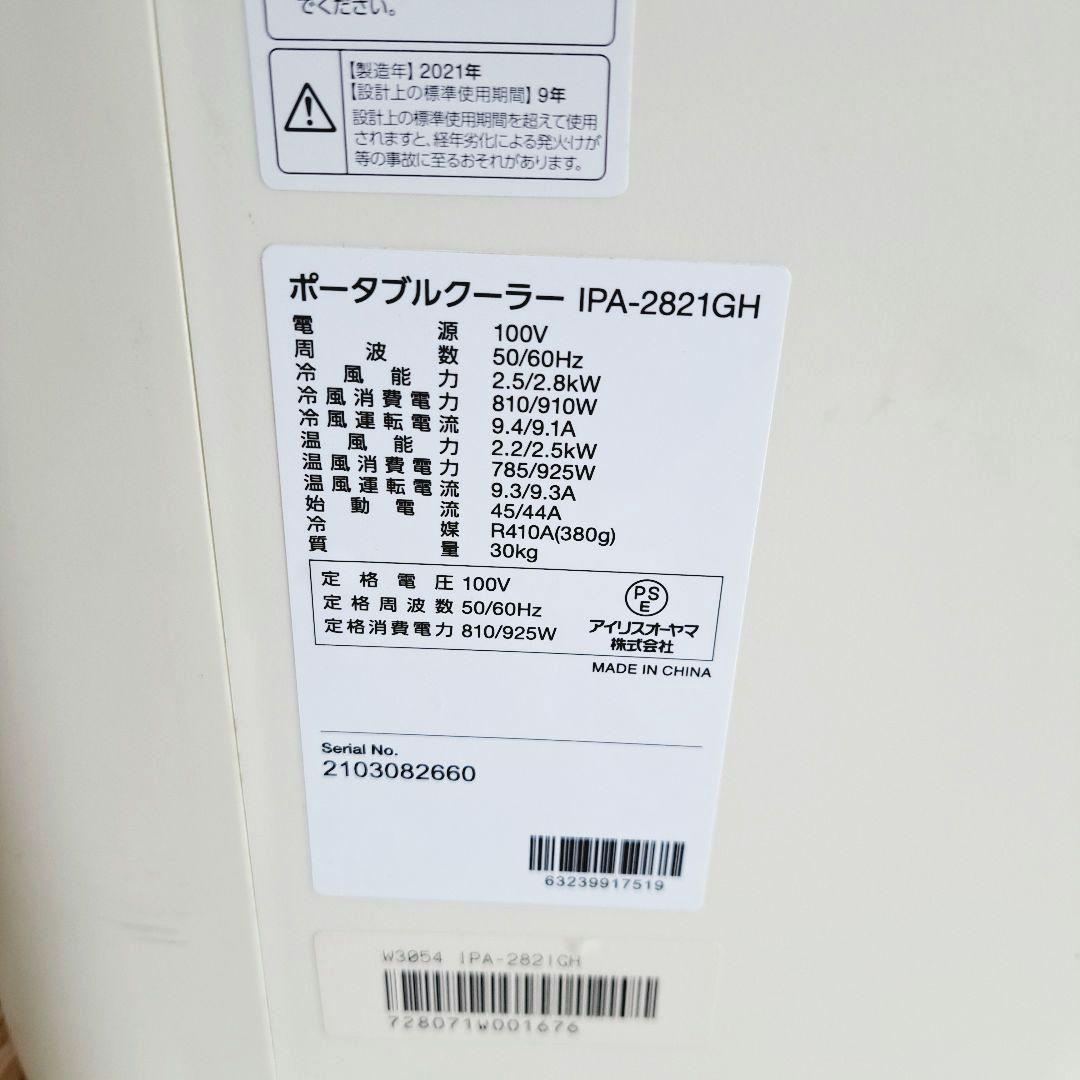 でください。
【製造年】2021年
【設計上の標準使用期間】9年
設計上の標準使用期間を超えて使用
されますと、経年劣化による発火けが
等の事故に至るおそれがあります。
ポータブルクーラー IPA-2821GH
電源 100V
周波数 50/60Hz
冷風能力 2.5/2.8kW
冷風消費電力 810/910W
冷風運転電流 9.4/9.1A
温風能力 2.2/2.5kW
温風消費電力 785/925W
温風運転電流 9.3/9.3A
始動電流 45/44A
冷媒 R410A(380g)
質量 30kg
定格電圧 100V
定格周波数 50/60Hz
定格消費電力 810/925W
PS
E
アイリスオーヤマ
株式会社
MADE IN CHINA
Serial No.
2103082660
63239917519
W3054 IPA-2821GH
728071W001676